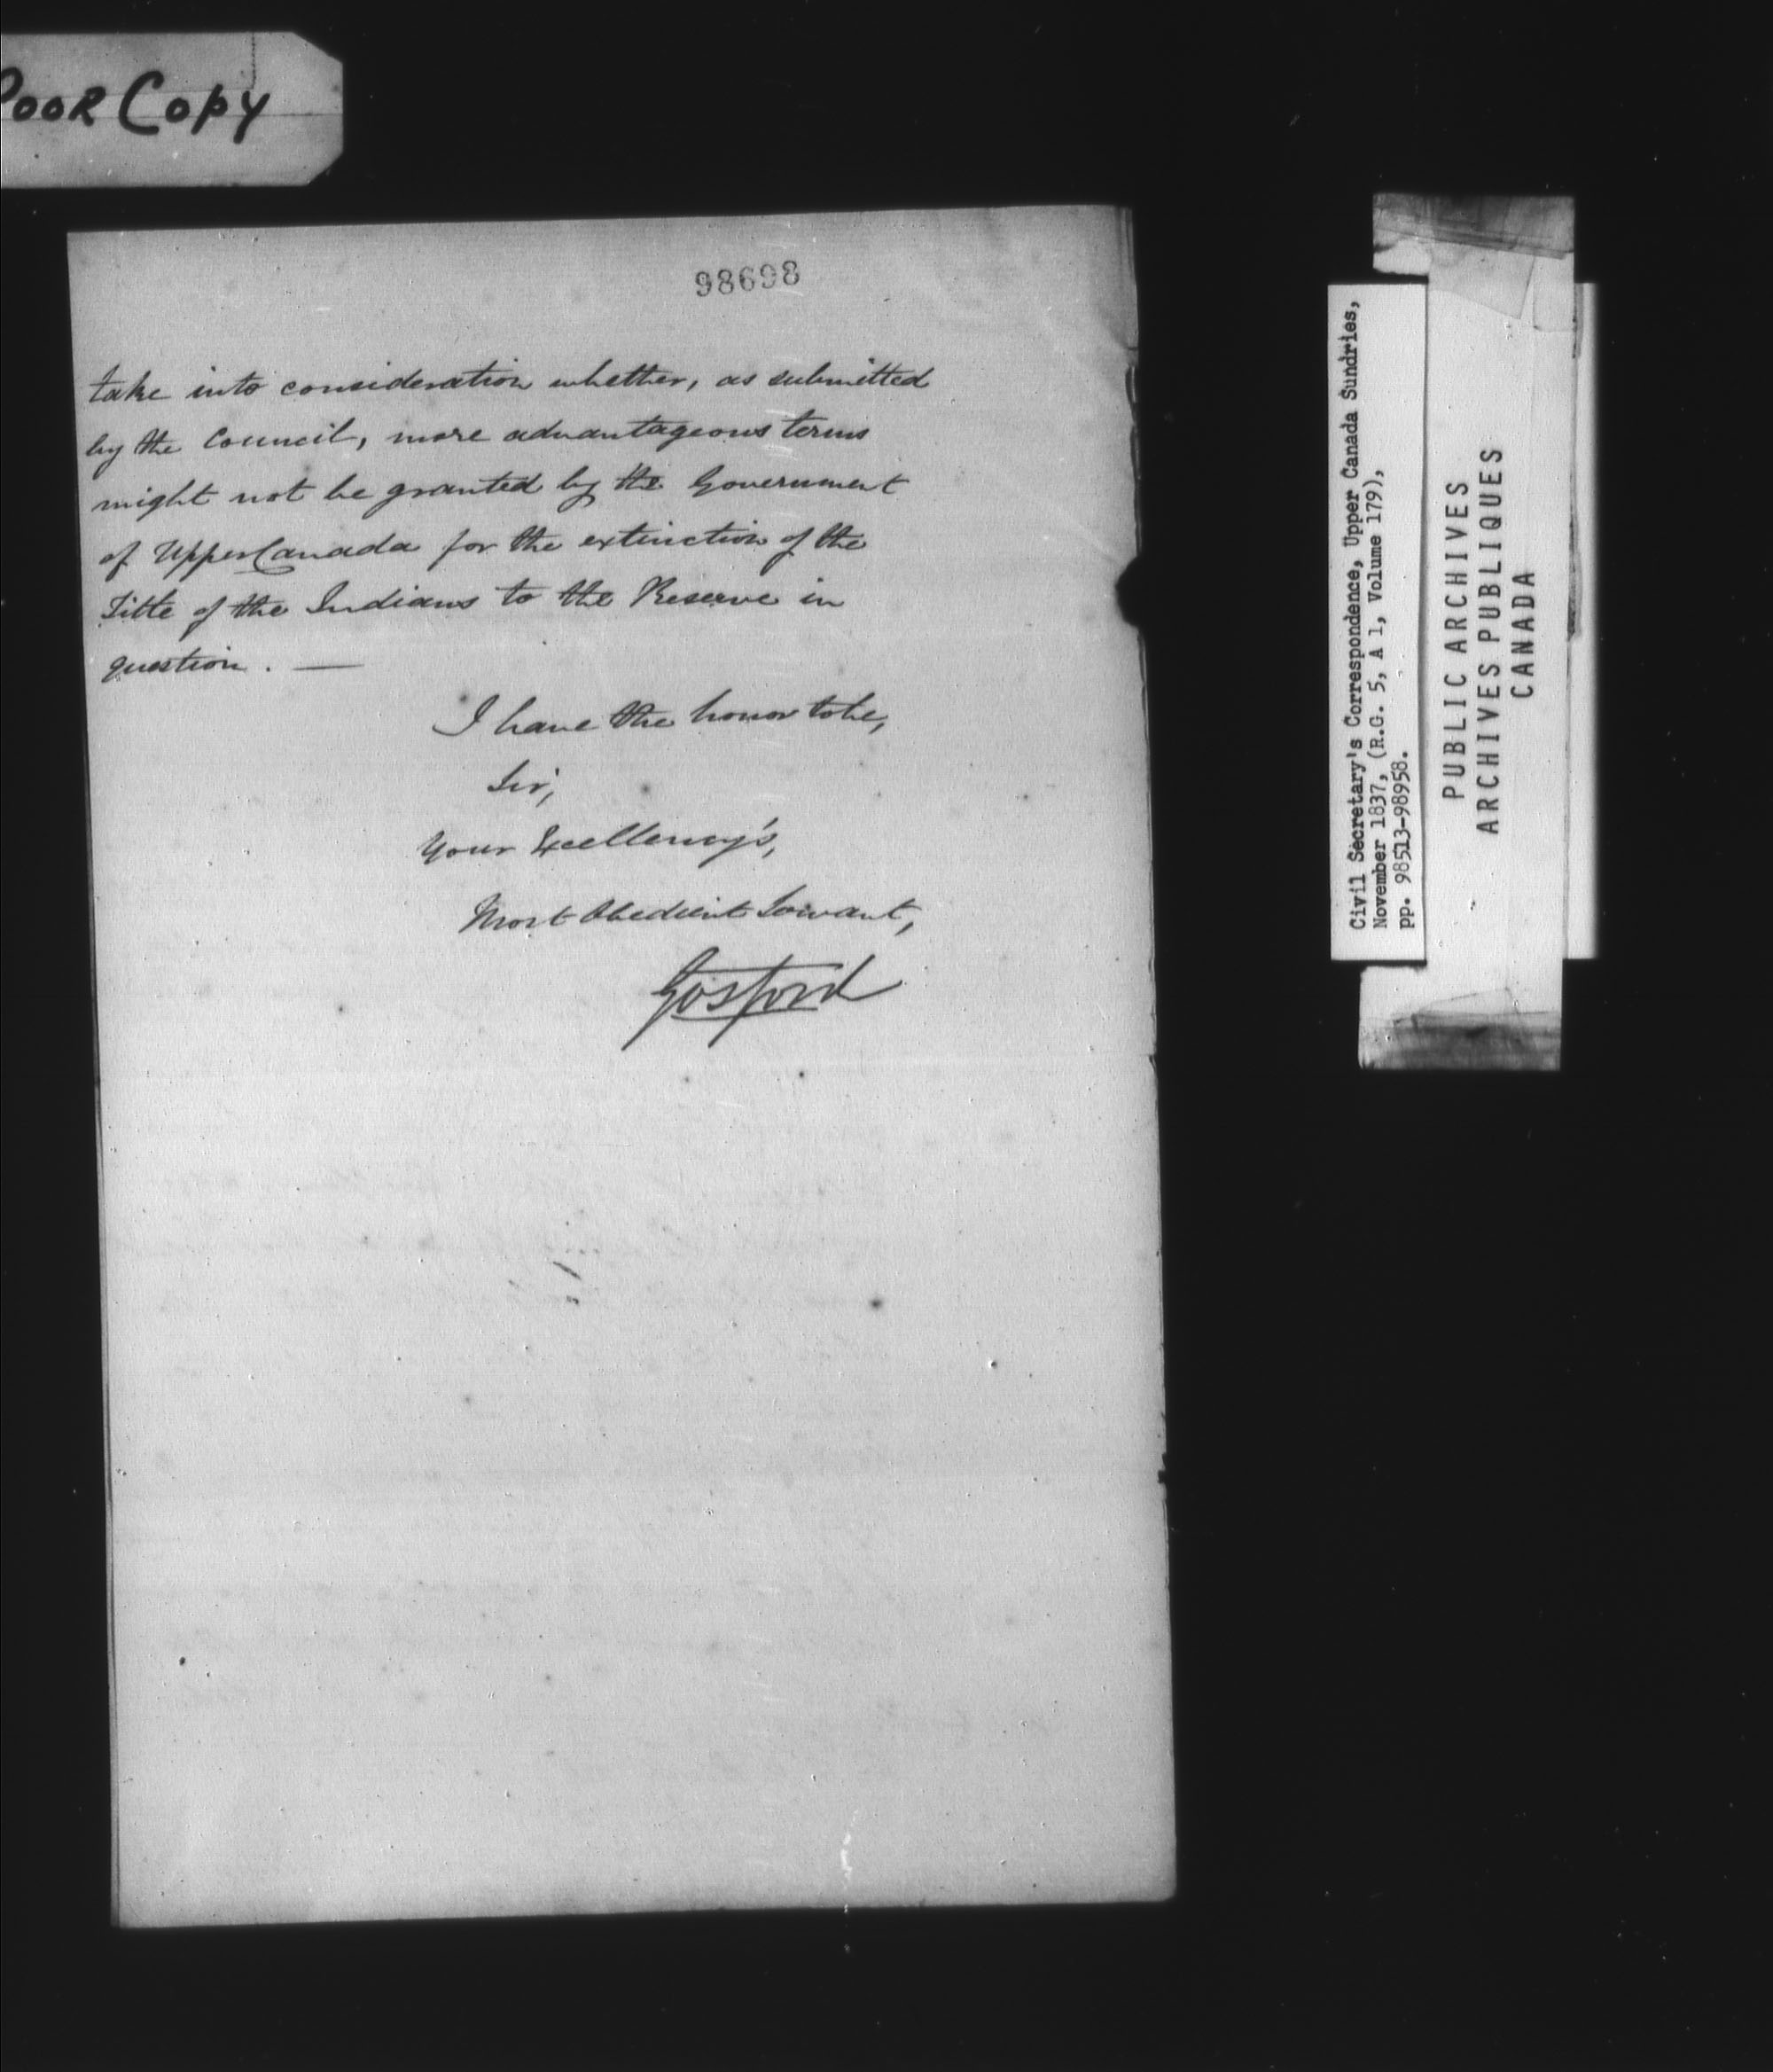 Poor Copy
98698
take into consideration whether, as submitted
by the Council, more advantageous terms
might not be granted by the Government
of Upper Canada for the extinction of the
Title of the Indians to the Reserve in
question. —
I have the honor to be,
Sir,
Your Excellency's,
Most Obedient Servant,
Gosford
Civil Secretary's Correspondence, Upper Canada Sundries,
November 1837, (R.G. 5, A 1, Volume 179),
pp. 98513-98958.
PUBLIC ARCHIVES
ARCHIVES PUBLIQUES
CANADA